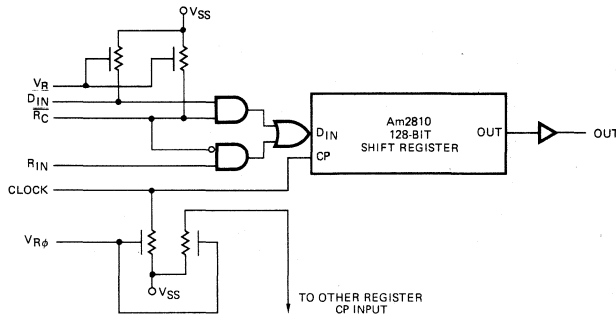 VSS
VR
DIN
RC
RIN
CLOCK
VRϕ
VSS
DIN
CP
Am2810
128-BIT
SHIFT REGISTER
OUT
OUT
TO OTHER REGISTER
CP INPUT